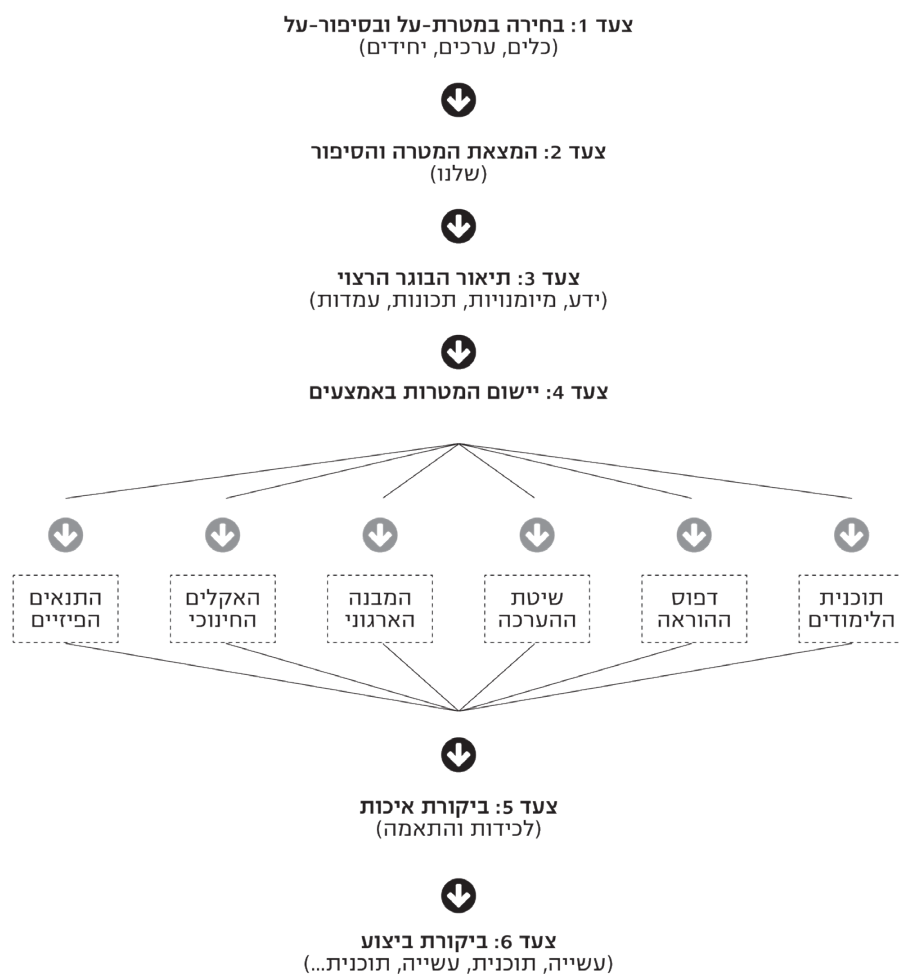 צעד 1: בחירה במטרת-על ובסיפור-על
(כלים, ערכים, יחידים)
צעד 2: המצאת המטרה והסיפור
(שלנו)
צעד 3: תיאור הבוגר הרצוי
(ידע, מיומנויות, תכונות, עמדות)
צעד 4: יישום המטרות באמצעים
תוכנית
הלימודים
דפוס
ההוראה
שיטת
ההערכה
המבנה
הארגוני
האקלים
החינוכי
התנאים
הפיזיים
צעד 5: ביקורת איכות
(לכידות והתאמה)
צעד 6: ביקורת ביצוע
(עשייה, תוכנית, עשייה, תוכנית...)